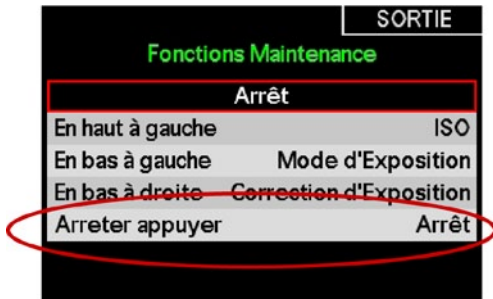 SORTIE
Fonctions Maintenance
Arrêt
En haut à gauche ISO
En bas à gauche Mode d'Exposition
En bas à droite Correction d'Exposition
Arreter appuyer Arrêt